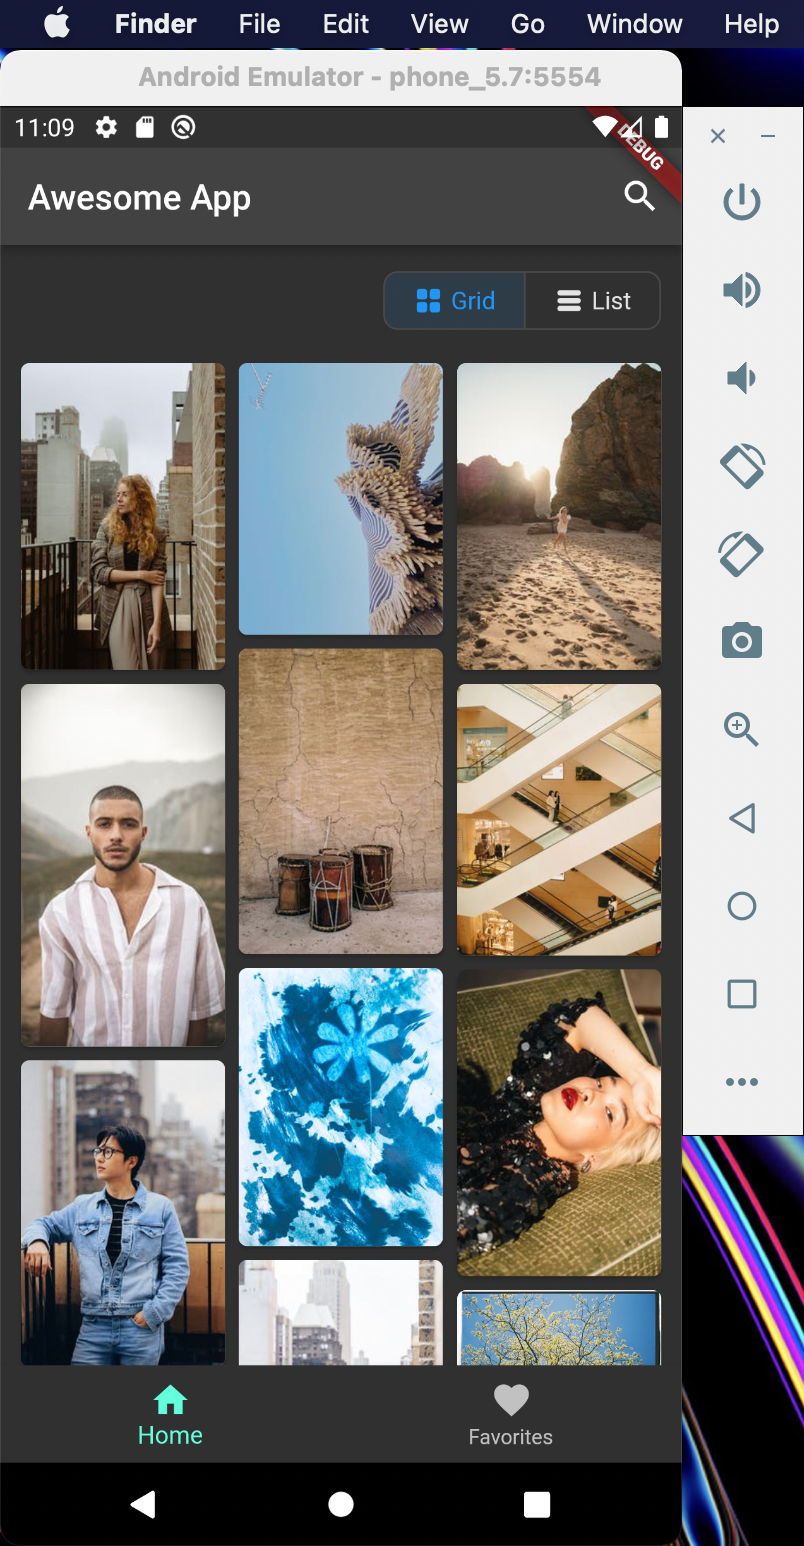 Finder File Edit View Go Window Help
Android Emulator - phone_5.7:5554
11:09
DEBUG
Awesome App
Grid List
Home Favorites